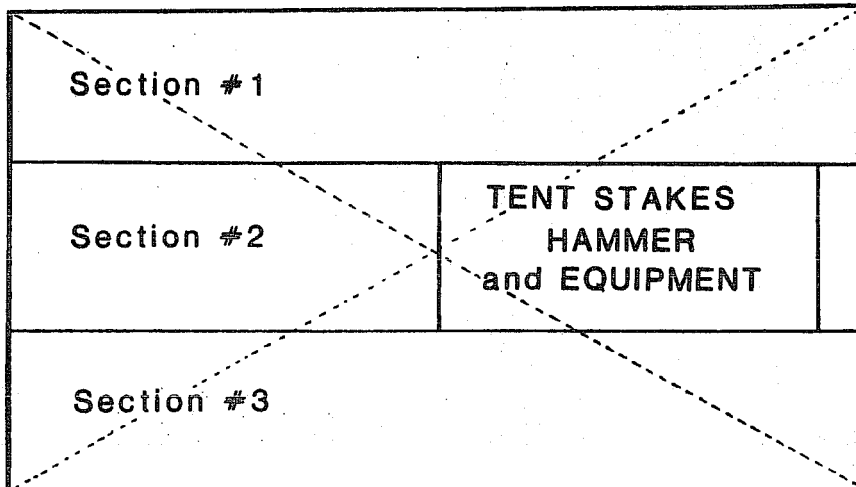 Section #1
Section #2
TENT STAKES
HAMMER
and EQUIPMENT
Section #3